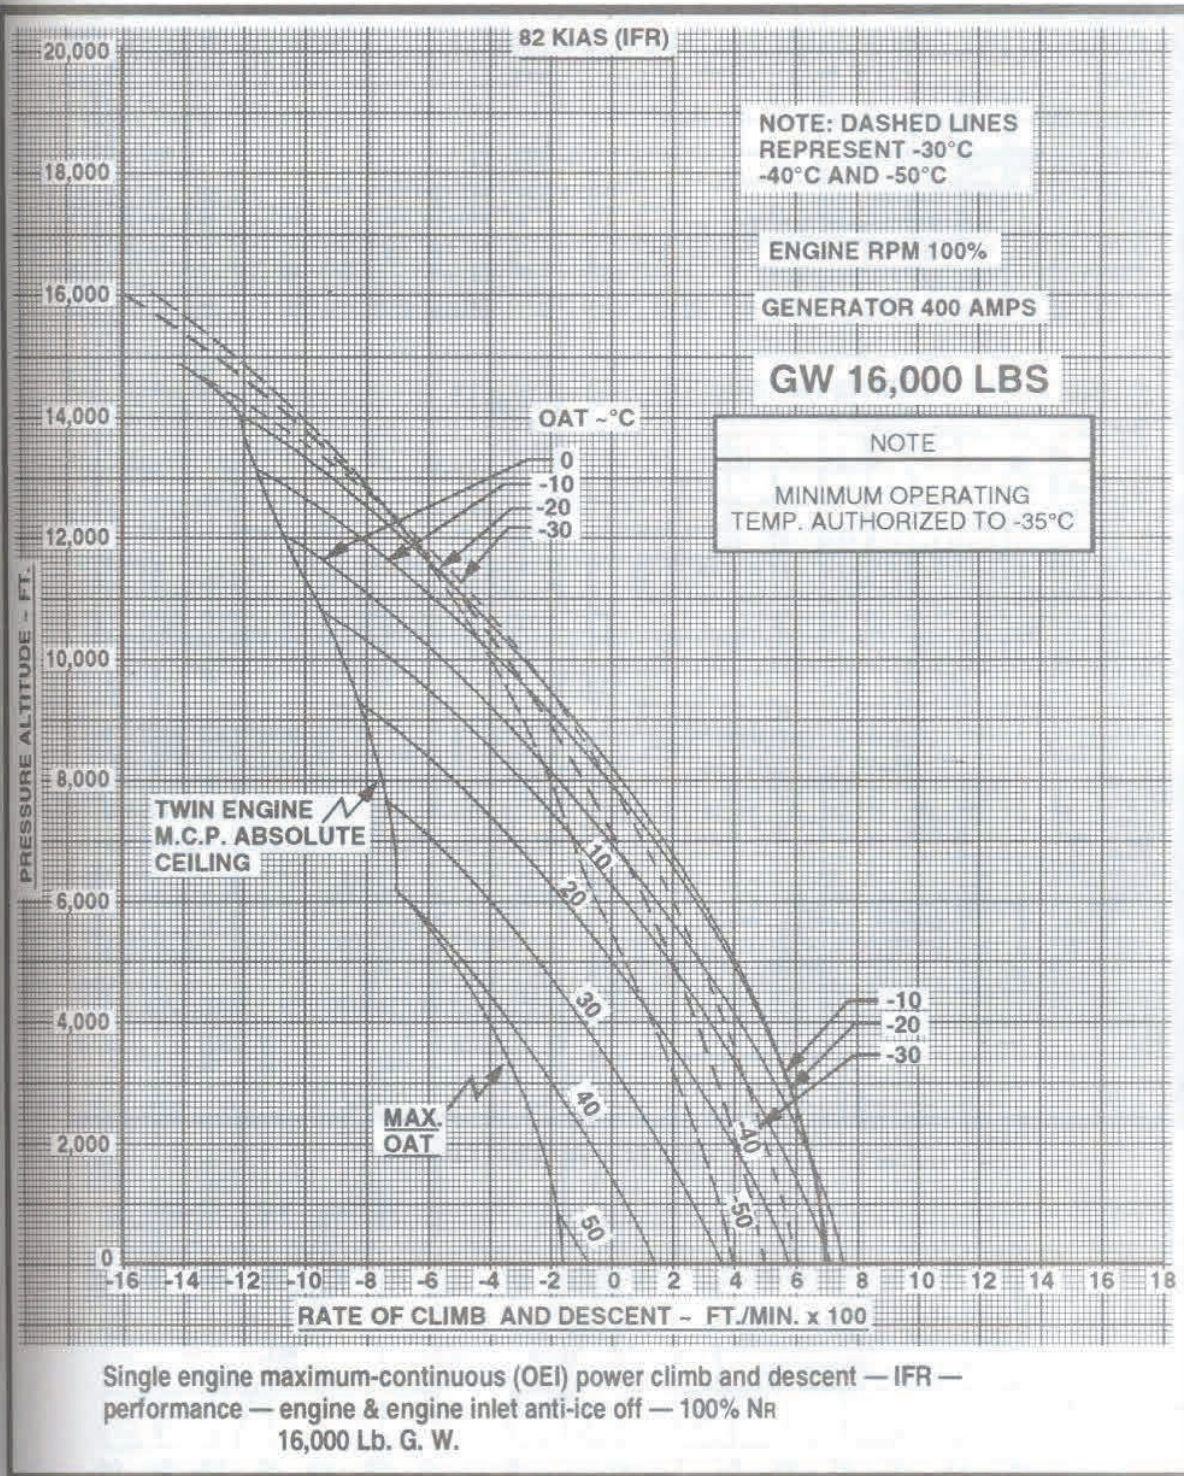 82 KIAS (IFR)
20,000
18,000
16,000
14,000
12,000
10,000
8,000
6,000
4,000
2,000
0
PRESSURE ALTITUDE ~ FT.
NOTE: DASHED LINES
REPRESENT -30°C
-40°C AND -50°C
ENGINE RPM 100%
GENERATOR 400 AMPS
GW 16,000 LBS
NOTE
MINIMUM OPERATING
TEMP. AUTHORIZED TO -35°C
OAT ~°C
0
-10
-20
-30
TWIN ENGINE
M.C.P. ABSOLUTE
CEILING
10
20
30
40
50
-10
-20
-30
-40
-50
MAX.
OAT
-16 -14 -12 -10 -8 -6 -4 -2 0 2 4 6 8 10 12 14 16 18
RATE OF CLIMB AND DESCENT ~ FT./MIN. x 100
Single engine maximum-continuous (OEI) power climb and descent — IFR —
performance — engine & engine inlet anti-ice off — 100% NR
16,000 Lb. G. W.